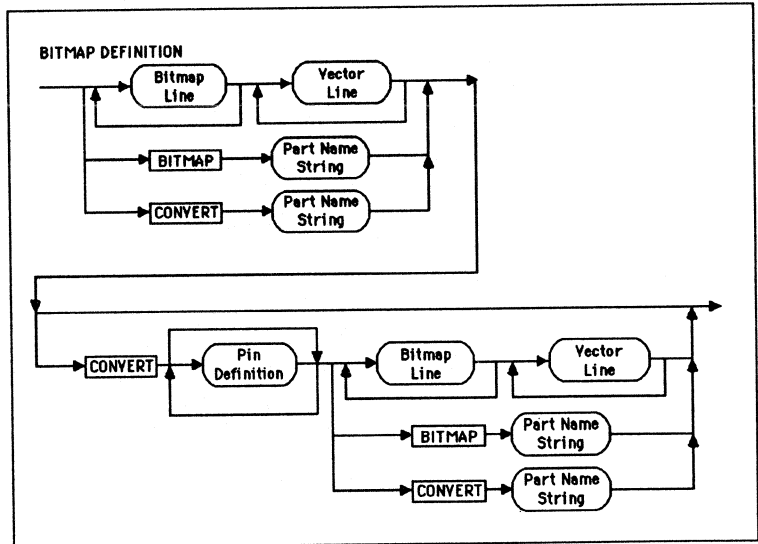 BITMAP DEFINITION
Bitmap
Line
Vector
Line
BITMAP
Part Name
String
CONVERT
Part Name
String
CONVERT
Pin
Definition
Bitmap
Line
Vector
Line
BITMAP
Part Name
String
CONVERT
Part Name
String